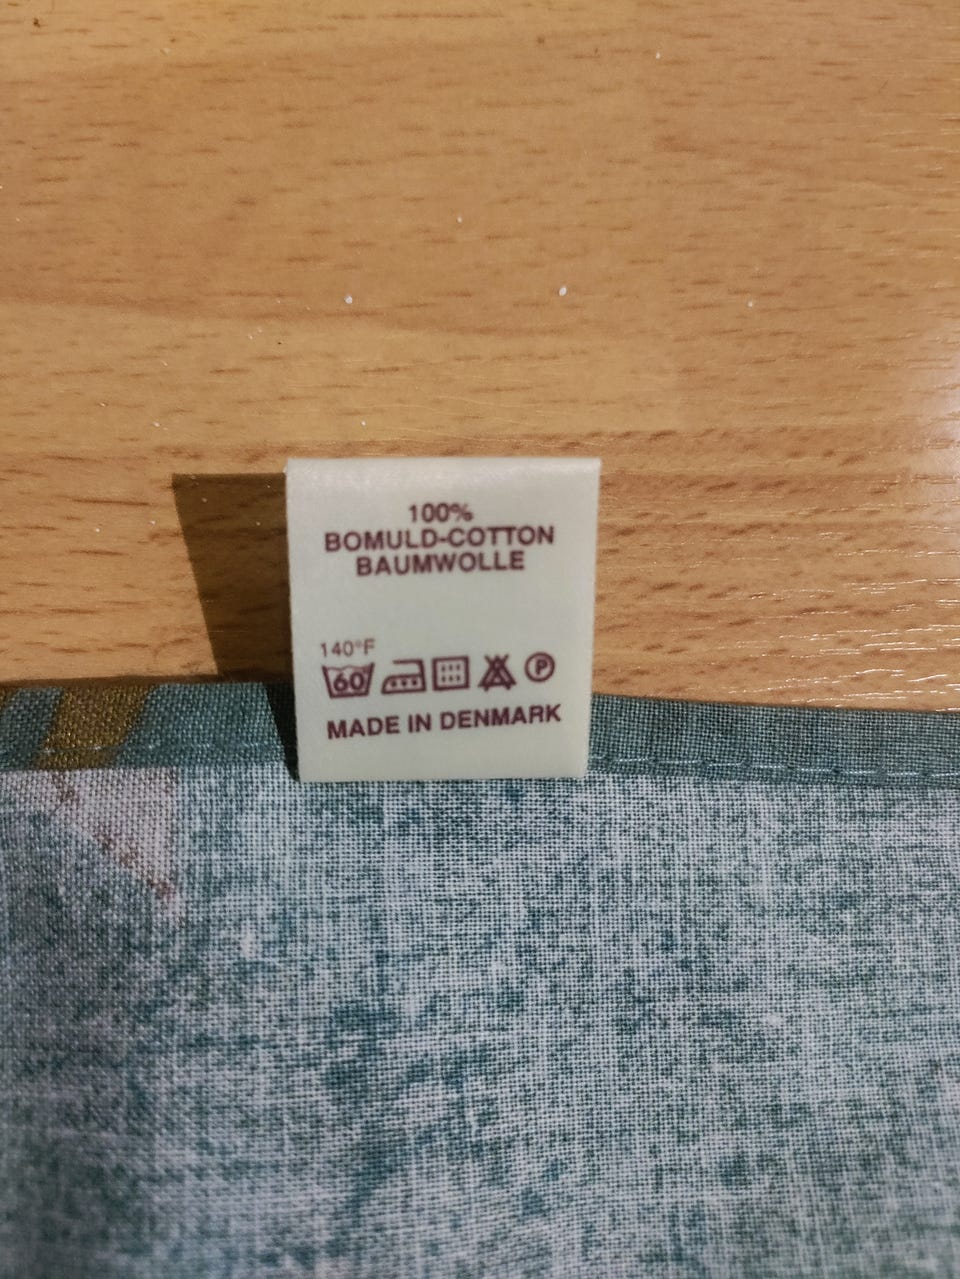 100%
BOMULD-COTTON
BAUMWOLLE
140°F
60 P
MADE IN DENMARK